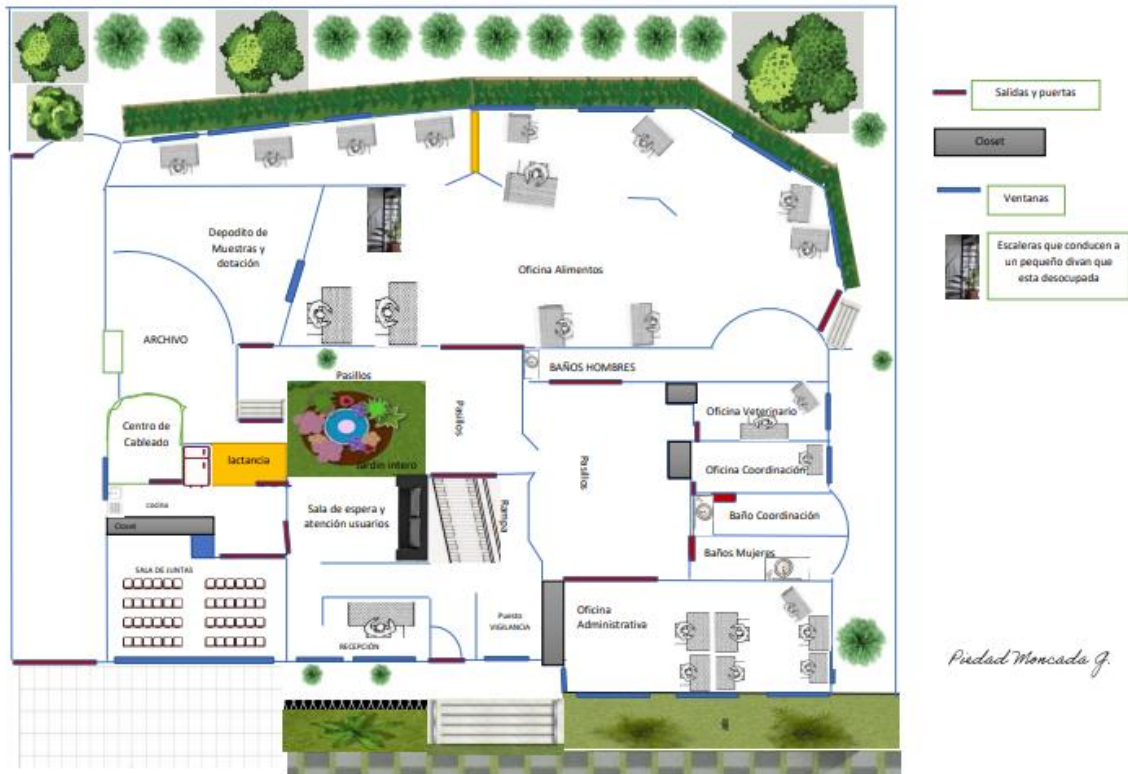 Salidas y puertas
Closet
Ventanas
Escaleras que conducen a
un pequeño divan que
esta desocupada
Depodito de
Muestras y
dotación
Oficina Alimentos
ARCHIVO
BAÑOS HOMBRES
Pasillos
Pasillos
Oficina Veterinario
Centro de
Cableado
lactancia
Jardin intero
Pasillos
Oficina Coordinación
cocina
Closet
Sala de espera y
atención usuarios
Rampa
Baño Coordinación
Baños Mujeres
SALA DE JUNTAS
RECEPCIÓN
Puesto
VIGILANCIA
Oficina
Administrativa
Piedad Moncada G.